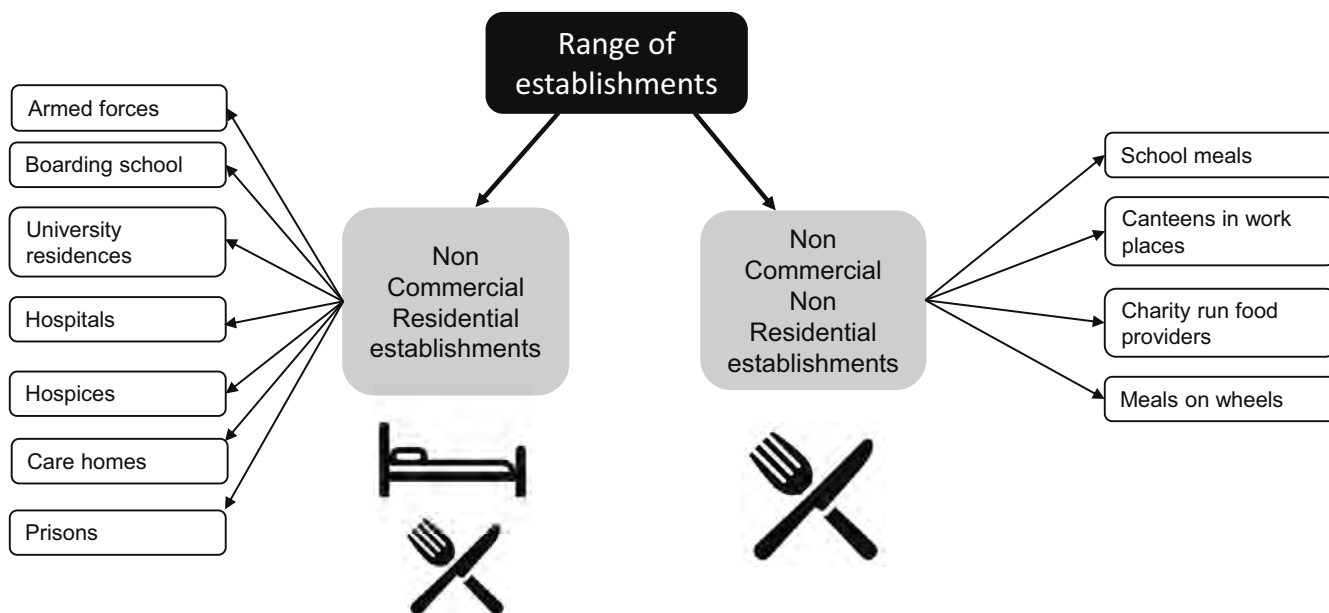 Range of
establishments
Armed forces
Boarding school
University
residences
Hospitals
Hospices
Care homes
Prisons
Non
Commercial
Residential
establishments
Non
Commercial
Non
Residential
establishments
School meals
Canteens in work
places
Charity run food
providers
Meals on wheels